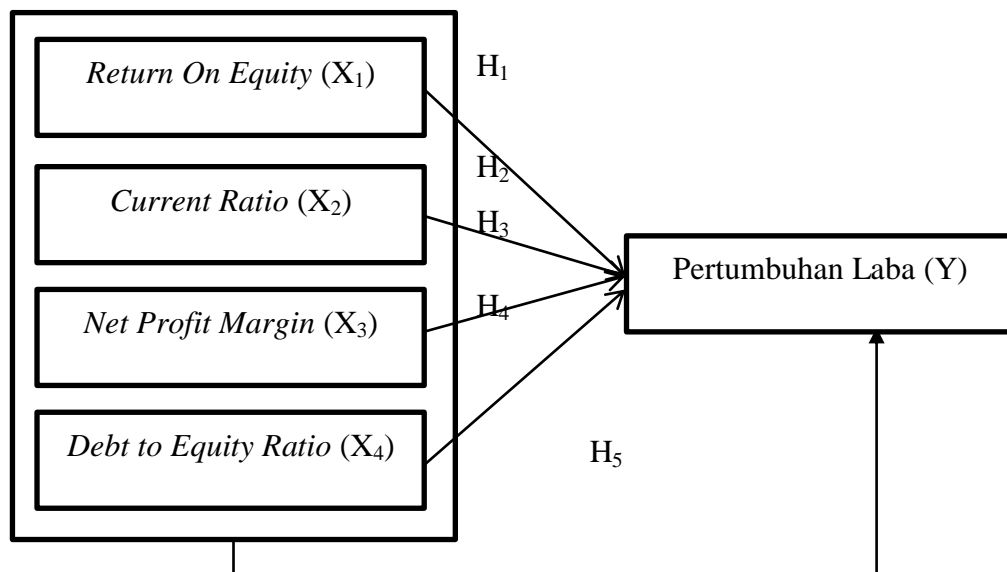 Return On Equity (X₁)
H₁
H₂
Current Ratio (X₂)
H₃
Pertumbuhan Laba (Y)
Net Profit Margin (X₃)
H₄
Debt to Equity Ratio (X₄)
H₅